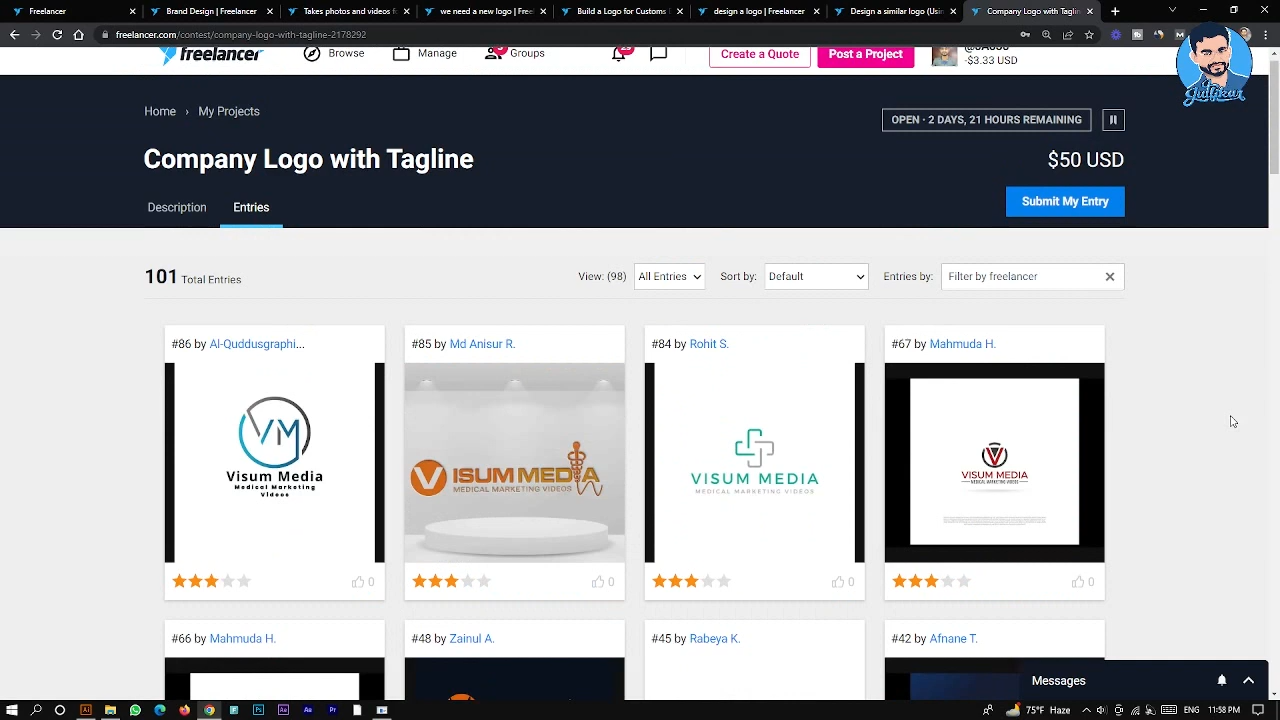 Freelancer
Brand Design | Freelancer
Takes photos and videos f
we need a new logo | Free
Build a Logo for Customs
design a logo | Freelancer
Design a similar logo (Usin
Company Logo with Taglin
freelancer.com/contest/company-logo-with-tagline-2178292
freelancer
Browse
Manage
Groups
Create a Quote
Post a Project
-$3.33 USD
Julfikar
Home › My Projects
OPEN · 2 DAYS, 21 HOURS REMAINING
Company Logo with Tagline
$50 USD
Description
Entries
Submit My Entry
101 Total Entries
View: (98)
All Entries
Sort by:
Default
Entries by:
Filter by freelancer
#86 by Al-Quddusgraphi...
#85 by Md Anisur R.
#84 by Rohit S.
#67 by Mahmuda H.
VM
Visum Media
Medical Marketing
Videos
VISUM MEDIA
MEDICAL MARKETING VIDEOS
VISUM MEDIA
MEDICAL MARKETING VIDEOS
VISUM MEDIA
MEDICAL MARKETING VIDEOS
0
0
0
0
#66 by Mahmuda H.
#48 by Zainul A.
#45 by Rabeya K.
#42 by Afnane T.
Messages
75°F Haze
ENG
11:58 PM